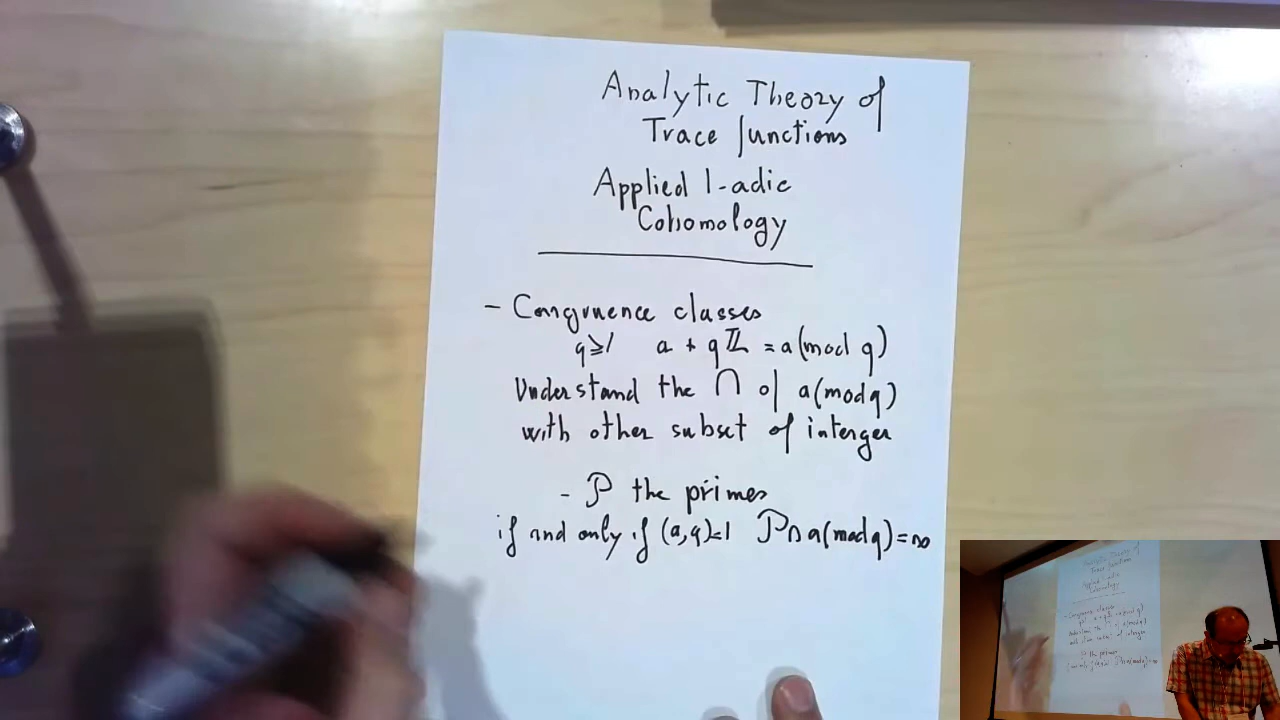 Analytic Theory of
Trace functions
Applied l-adic
Cohomology
- Congruence classes
q≥1 a + qℤ = a(mod q)
Understand the ∩ of a(mod q)
with other subset of interger
- P the primes
if and only if (a,q)=1 P∩a(mod q)=∞